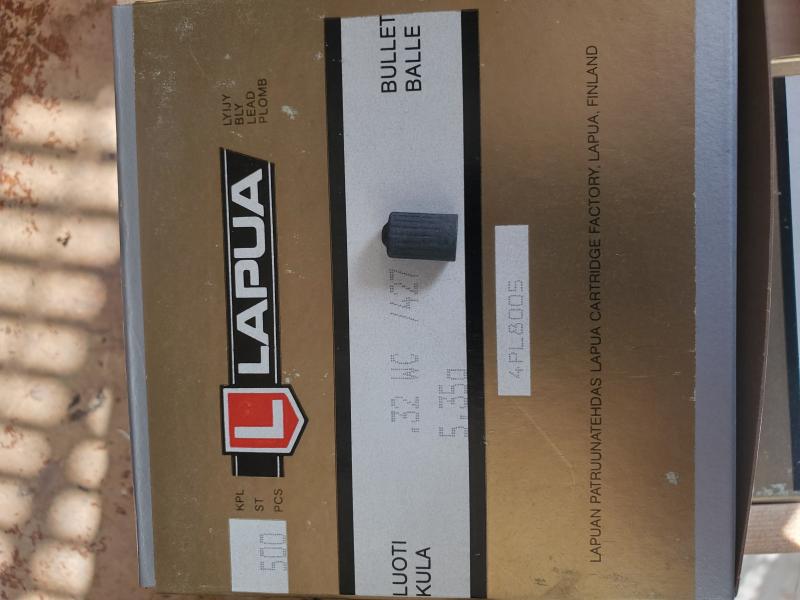 500
KPL
ST
PCS
L LAPUA
LYIJY
BLY
LEAD
PLOMB
LUOTI
KULA
.32 WC /427
5,350
BULLET
BALLE
4PL8005
LAPUAN PATRUUNATEHDAS LAPUA CARTRIDGE FACTORY, LAPUA, FINLAND